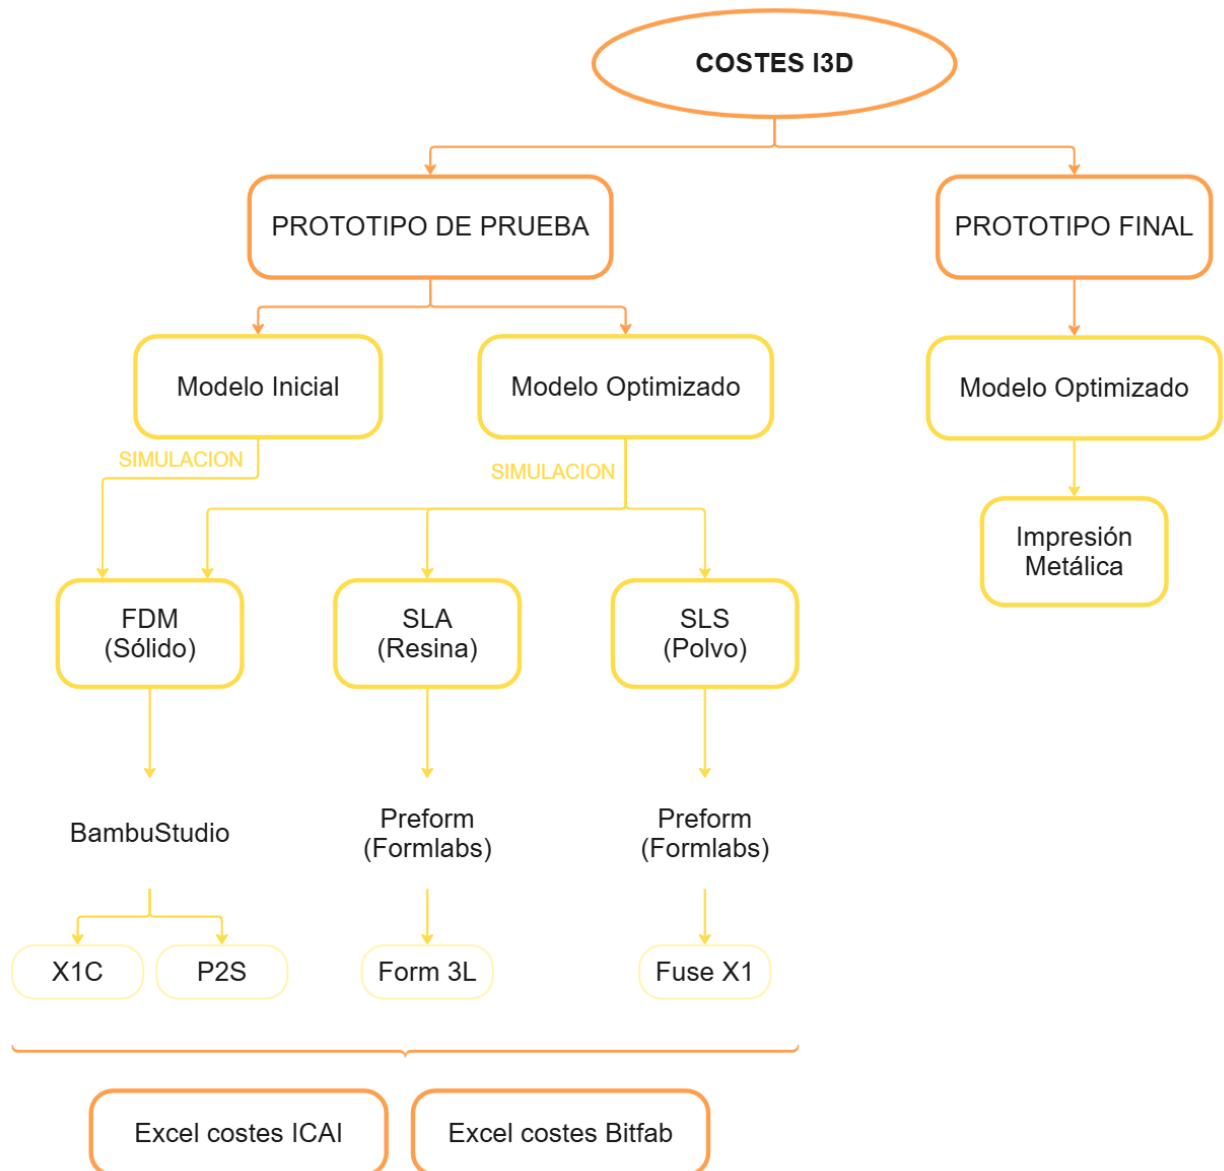 COSTES I3D
PROTOTIPO DE PRUEBA
PROTOTIPO FINAL
Modelo Inicial
Modelo Optimizado
Modelo Optimizado
SIMULACION
SIMULACION
Impresión
Metálica
FDM
(Sólido)
SLA
(Resina)
SLS
(Polvo)
BambuStudio
Preform
(Formlabs)
Preform
(Formlabs)
X1C
P2S
Form 3L
Fuse X1
Excel costes ICAI
Excel costes Bitfab